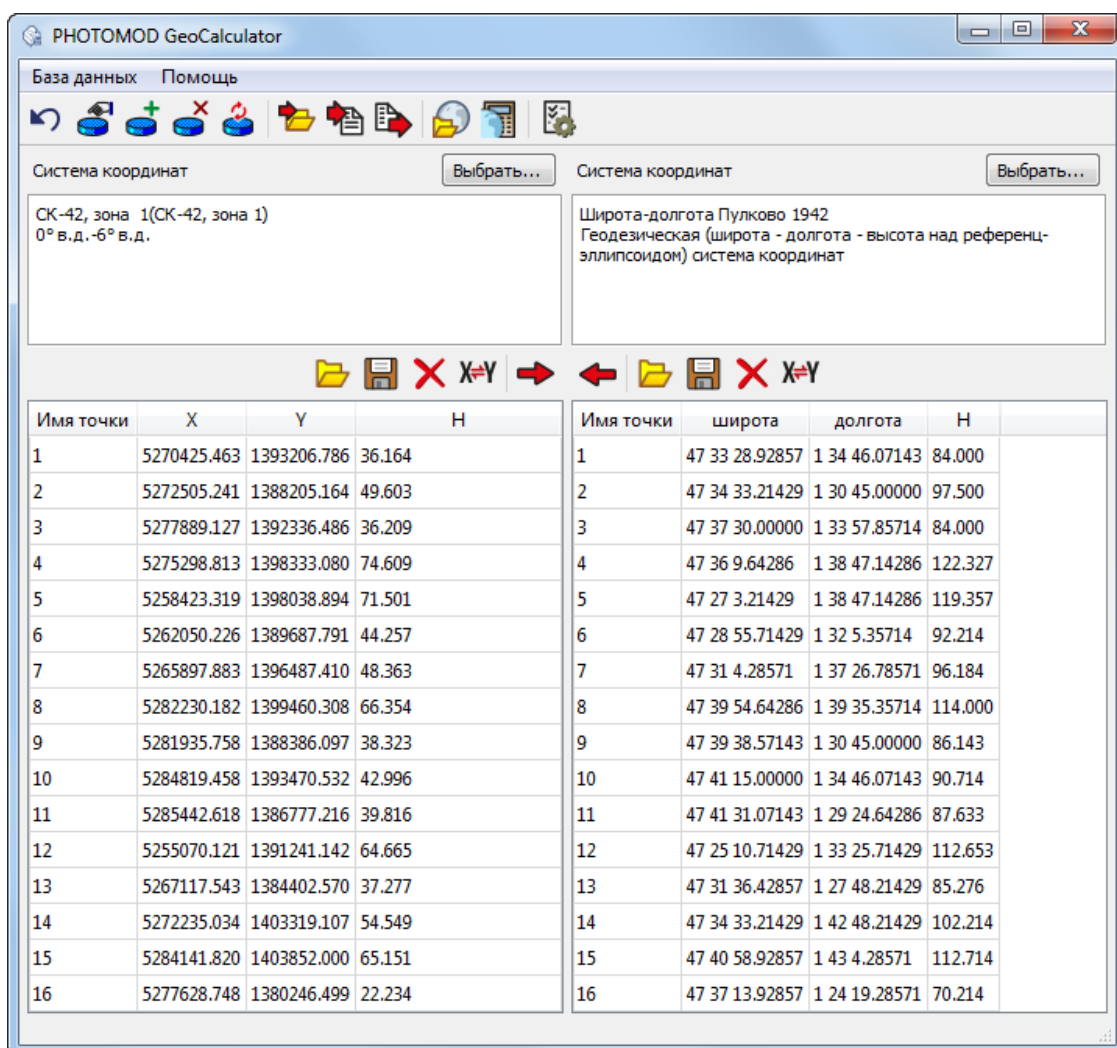 PHOTOMOD GeoCalculator
База данных Помощь
Система координат Выбрать... Система координат Выбрать...
СК-42, зона 1(СК-42, зона 1)
0° в.д.-6° в.д.
Широта-долгота Пулково 1942
Геодезическая (широта - долгота - высота над референц-
эллипсоидом) система координат
X⇌Y X⇌Y
Имя точки X Y H Имя точки широта долгота H
1 5270425.463 1393206.786 36.164 1 47 33 28.92857 1 34 46.07143 84.000
2 5272505.241 1388205.164 49.603 2 47 34 33.21429 1 30 45.00000 97.500
3 5277889.127 1392336.486 36.209 3 47 37 30.00000 1 33 57.85714 84.000
4 5275298.813 1398333.080 74.609 4 47 36 9.64286 1 38 47.14286 122.327
5 5258423.319 1398038.894 71.501 5 47 27 3.21429 1 38 47.14286 119.357
6 5262050.226 1389687.791 44.257 6 47 28 55.71429 1 32 5.35714 92.214
7 5265897.883 1396487.410 48.363 7 47 31 4.28571 1 37 26.78571 96.184
8 5282230.182 1399460.308 66.354 8 47 39 54.64286 1 39 35.35714 114.000
9 5281935.758 1388386.097 38.323 9 47 39 38.57143 1 30 45.00000 86.143
10 5284819.458 1393470.532 42.996 10 47 41 15.00000 1 34 46.07143 90.714
11 5285442.618 1386777.216 39.816 11 47 41 31.07143 1 29 24.64286 87.633
12 5255070.121 1391241.142 64.665 12 47 25 10.71429 1 33 25.71429 112.653
13 5267117.543 1384402.570 37.277 13 47 31 36.42857 1 27 48.21429 85.276
14 5272235.034 1403319.107 54.549 14 47 34 33.21429 1 42 48.21429 102.214
15 5284141.820 1403852.000 65.151 15 47 40 58.92857 1 43 4.28571 112.714
16 5277628.748 1380246.499 22.234 16 47 37 13.92857 1 24 19.28571 70.214